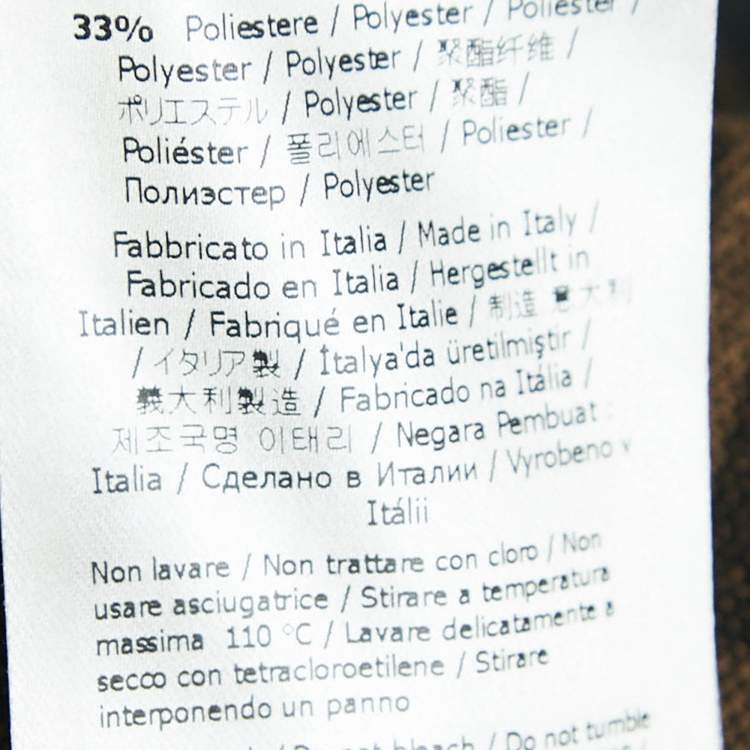 33% Poliestere / Polyester / Poliester /
Polyester / Polyester / 聚酯纤维 /
ポリエステル / Polyester / 聚酯 /
Poliéster / 폴리에스터 / Poliester /
Полиэстер / Polyester
Fabbricato in Italia / Made in Italy /
Fabricado en Italia / Hergestellt in
Italien / Fabriqué en Italie / 制造 意大利
/ イタリア製 / İtalya'da üretilmiştir /
義大利製造 / Fabricado na Itália /
제조국명 이태리 / Negara Pembuat :
Italia / Сделано в Италии / Vyrobeno v
Itálii
Non lavare / Non trattare con cloro / Non
usare asciugatrice / Stirare a temperatura
massima 110 °C / Lavare delicatamente a
secco con tetracloroetilene / Stirare
interponendo un panno
bleach / Do not tumble